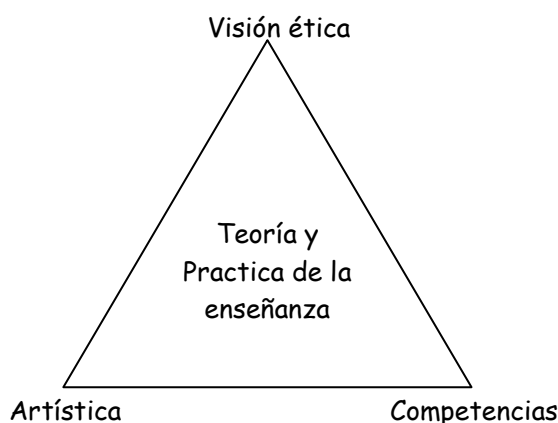 Visión ética
Teoría y
Practica de la
enseñanza
Artística
Competencias